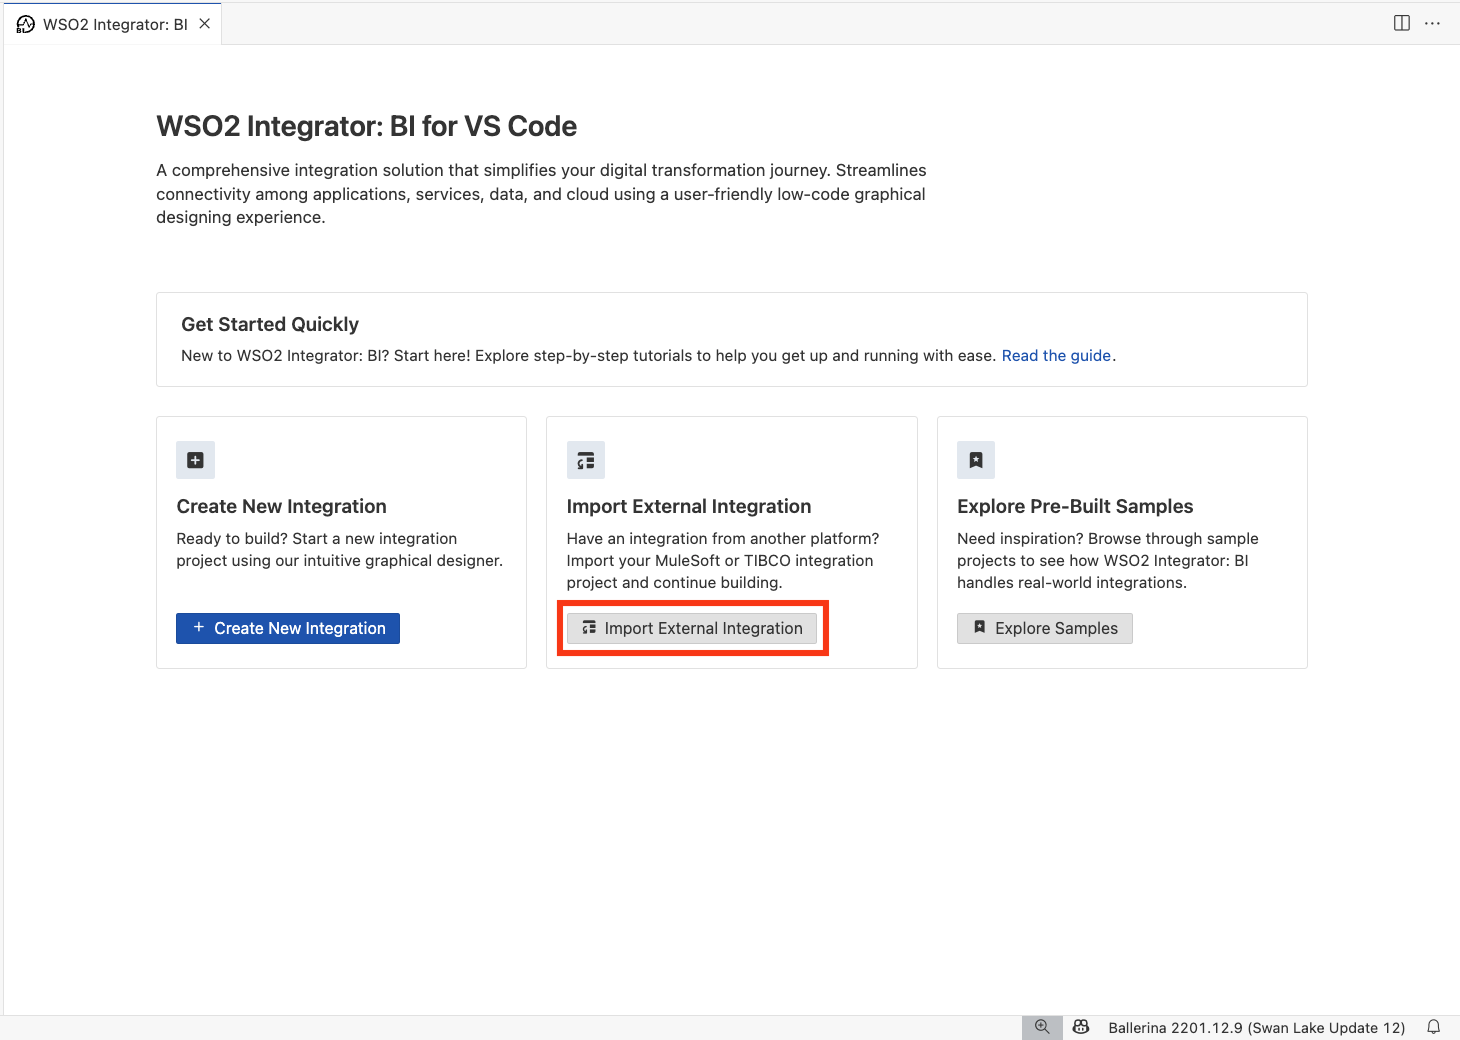 WSO2 Integrator: BI
WSO2 Integrator: BI for VS Code
A comprehensive integration solution that simplifies your digital transformation journey. Streamlines
connectivity among applications, services, data, and cloud using a user-friendly low-code graphical
designing experience.
Get Started Quickly
New to WSO2 Integrator: BI? Start here! Explore step-by-step tutorials to help you get up and running with ease. Read the guide.
Create New Integration
Ready to build? Start a new integration
project using our intuitive graphical designer.
+ Create New Integration
Import External Integration
Have an integration from another platform?
Import your MuleSoft or TIBCO integration
project and continue building.
Import External Integration
Explore Pre-Built Samples
Need inspiration? Browse through sample
projects to see how WSO2 Integrator: BI
handles real-world integrations.
Explore Samples
Ballerina 2201.12.9 (Swan Lake Update 12)